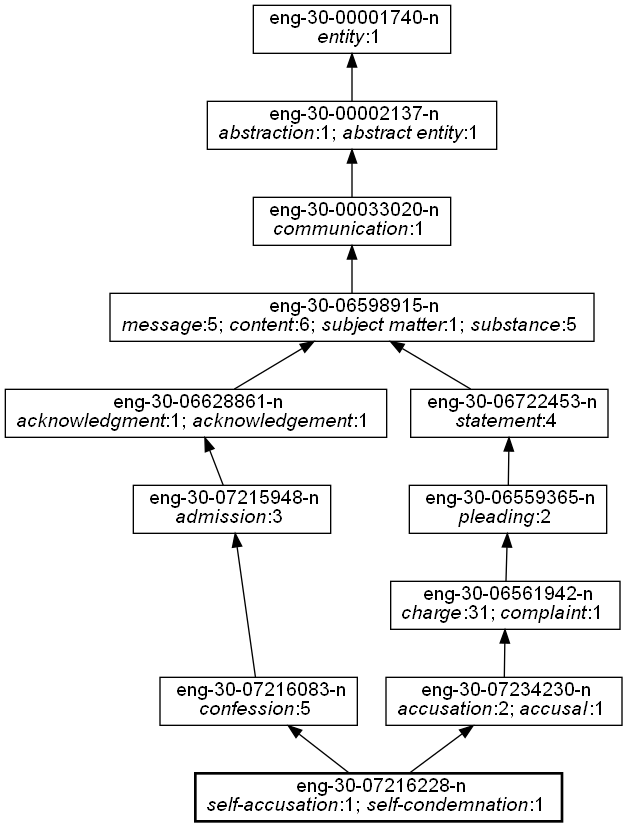 eng-30-00001740-n
entity:1
eng-30-00002137-n
abstraction:1; abstract entity:1
eng-30-00033020-n
communication:1
eng-30-06598915-n
message:5; content:6; subject matter:1; substance:5
eng-30-06628861-n
acknowledgment:1; acknowledgement:1
eng-30-06722453-n
statement:4
eng-30-07215948-n
admission:3
eng-30-06559365-n
pleading:2
eng-30-06561942-n
charge:31; complaint:1
eng-30-07216083-n
confession:5
eng-30-07234230-n
accusation:2; accusal:1
eng-30-07216228-n
self-accusation:1; self-condemnation:1